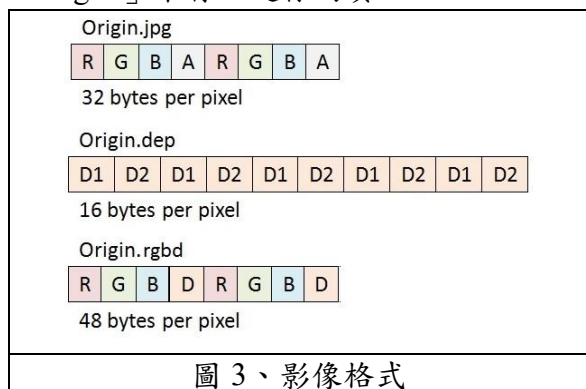 Origin.jpg
R G B A R G B A
32 bytes per pixel
Origin.dep
D1 D2 D1 D2 D1 D2 D1 D2 D1 D2
16 bytes per pixel
Origin.rgbd
R G B D R G B D
48 bytes per pixel
圖 3、影像格式